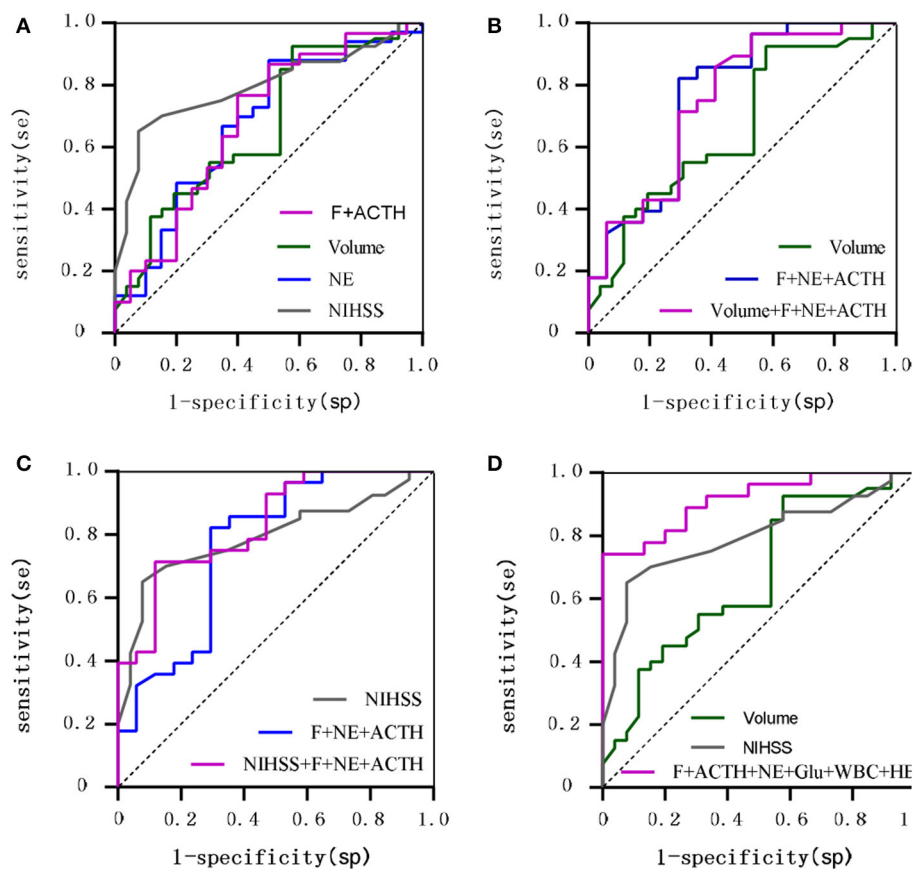 A
sensitivity(se)
1.0
0.8
0.6
0.4
0.2
0
F+ACTH
Volume
NE
NIHSS
0 0.2 0.4 0.6 0.8 1.0
1-specificity(sp)
B
sensitivity(se)
1.0
0.8
0.6
0.4
0.2
0
Volume
F+NE+ACTH
Volume+F+NE+ACTH
0 0.2 0.4 0.6 0.8 1.0
1-specificity(sp)
C
sensitivity(se)
1.0
0.8
0.6
0.4
0.2
0
NIHSS
F+NE+ACTH
NIHSS+F+NE+ACTH
0 0.2 0.4 0.6 0.8 1.0
1-specificity(sp)
D
sensitivity(se)
1.0
0.8
0.6
0.4
0.2
0
Volume
NIHSS
F+ACTH+NE+Glu+WBC+HE
0 0.2 0.4 0.6 0.8 1
1-specificity(sp)